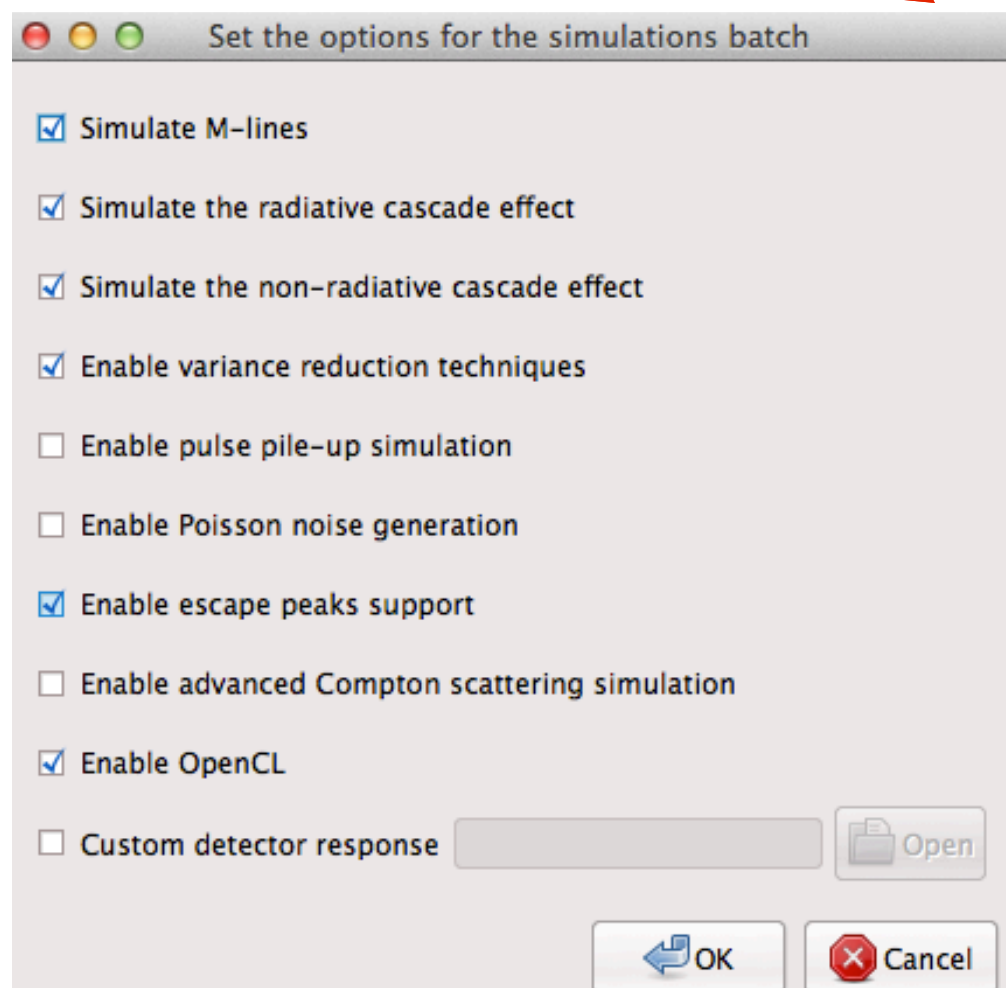 Set the options for the simulations batch
Simulate M-lines
Simulate the radiative cascade effect
Simulate the non-radiative cascade effect
Enable variance reduction techniques
Enable pulse pile-up simulation
Enable Poisson noise generation
Enable escape peaks support
Enable advanced Compton scattering simulation
Enable OpenCL
Custom detector response Open
OK Cancel